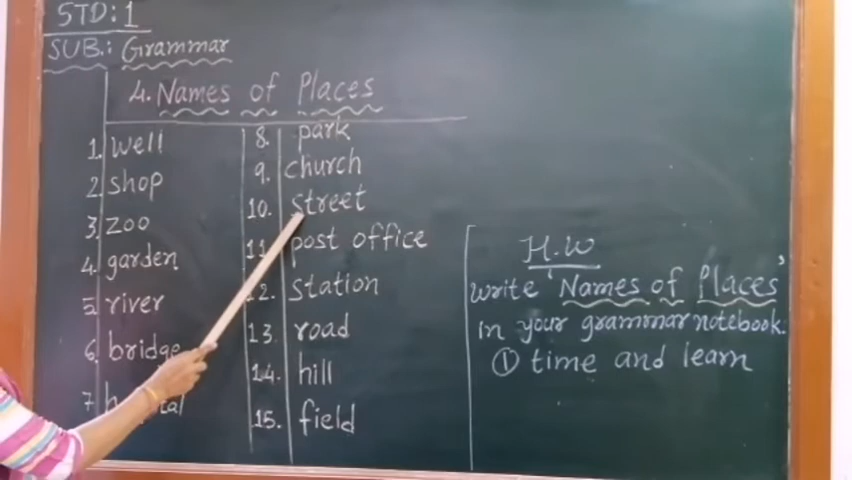 STD: 1
SUB.: Grammar
4. Names of Places
1. well
2. shop
3. zoo
4. garden
5. river
6. bridge
7.
8. park
9. church
10. street
11. post office
12. station
13. road
14. hill
15. field
H.W
Write 'Names of Places'
in your grammar notebook.
① time and learn